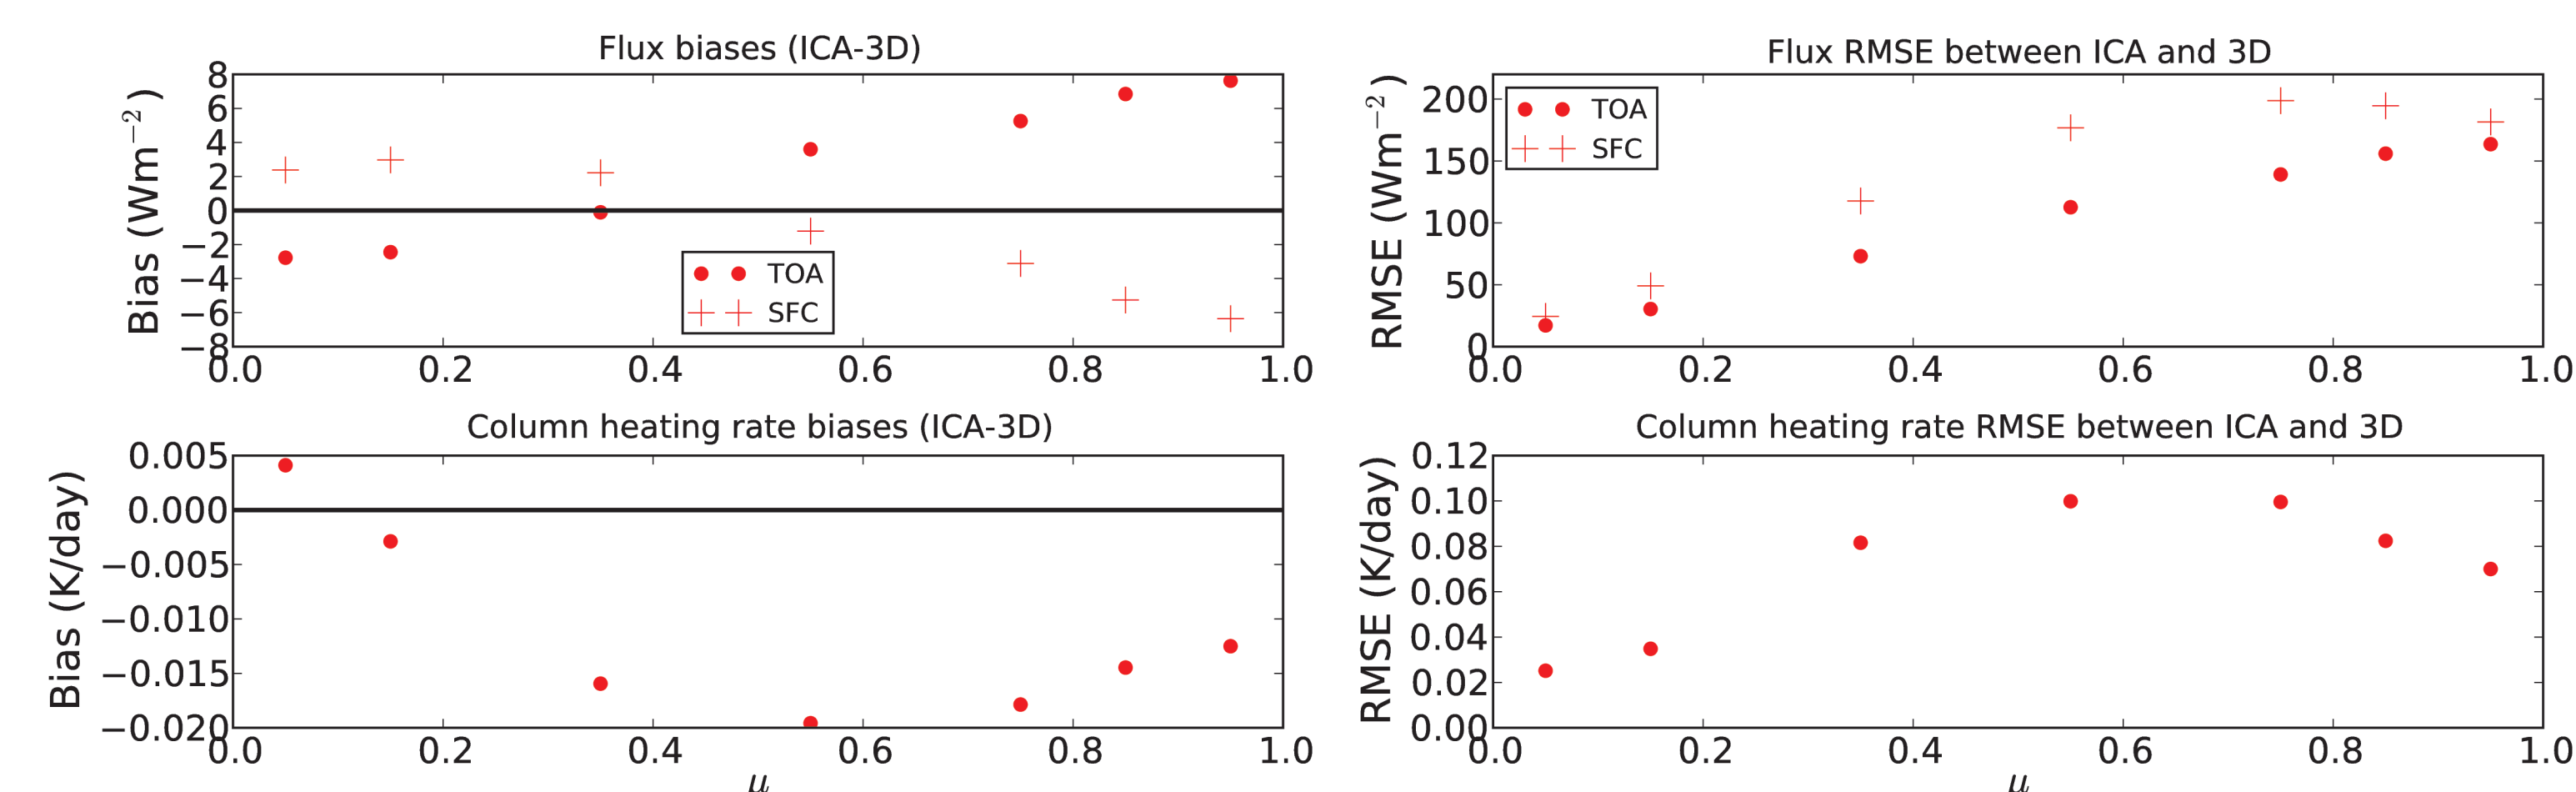 Flux biases (ICA-3D)
Bias (Wm⁻²)
8
6
4
2
0
−2
−4
−6
−8
TOA
SFC
0.0 0.2 0.4 0.6 0.8 1.0
Flux RMSE between ICA and 3D
RMSE (Wm⁻²)
200
150
100
50
0
TOA
SFC
0.0 0.2 0.4 0.6 0.8 1.0
Column heating rate biases (ICA-3D)
Bias (K/day)
0.005
0.000
−0.005
−0.010
−0.015
−0.020
0.0 0.2 0.4 0.6 0.8 1.0
μ
Column heating rate RMSE between ICA and 3D
RMSE (K/day)
0.12
0.10
0.08
0.06
0.04
0.02
0.00
0.0 0.2 0.4 0.6 0.8 1.0
μ